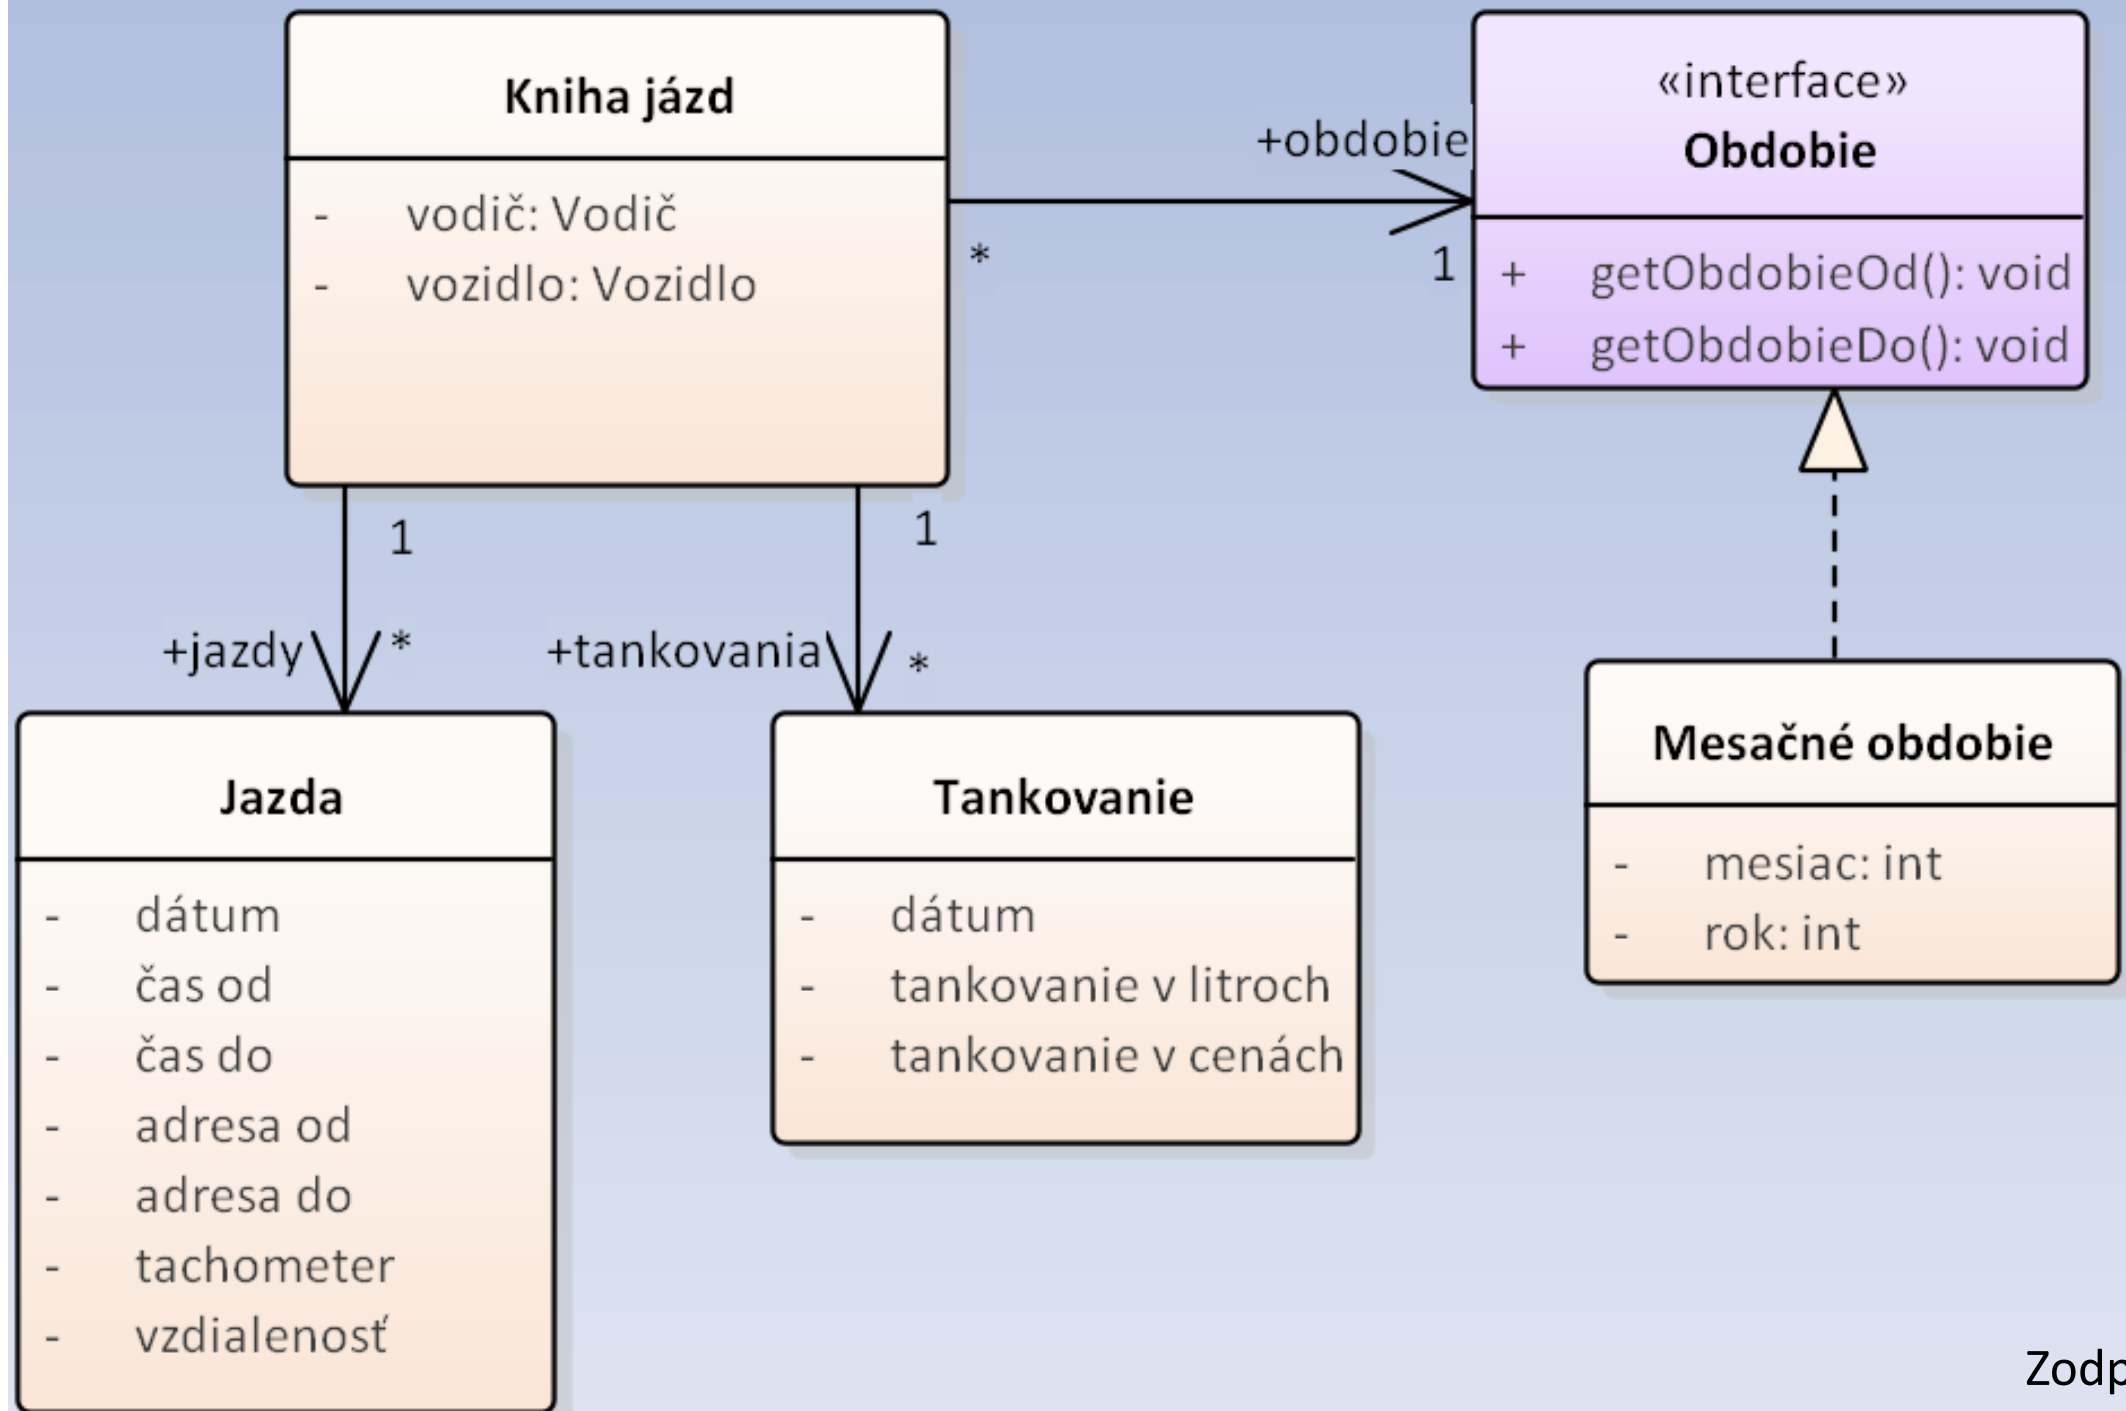 Kniha jázd
- vodič: Vodič
- vozidlo: Vozidlo
+obdobie
*
1
«interface»
Obdobie
+ getObdobieOd(): void
+ getObdobieDo(): void
1
+jazdy
*
1
+tankovania
*
Jazda
- dátum
- čas od
- čas do
- adresa od
- adresa do
- tachometer
- vzdialenosť
Tankovanie
- dátum
- tankovanie v litroch
- tankovanie v cenách
Mesačné obdobie
- mesiac: int
- rok: int